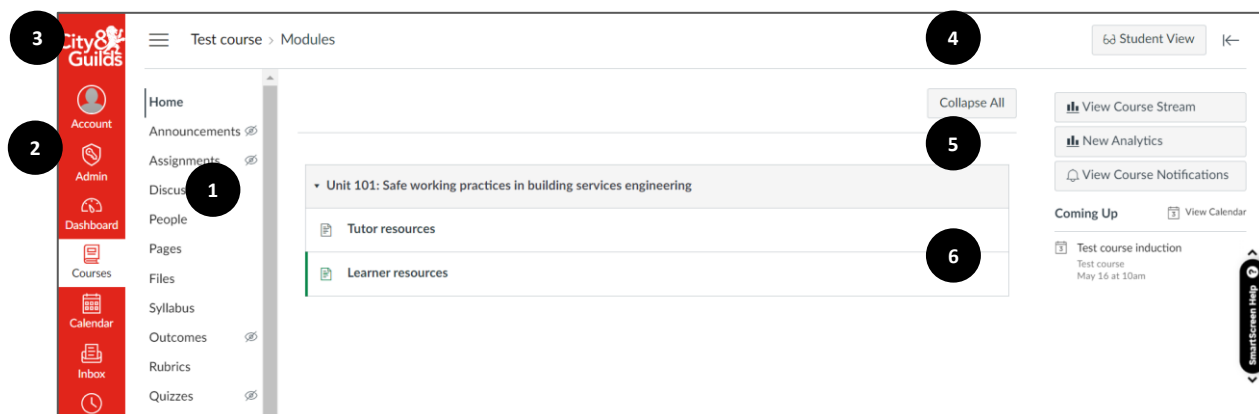 3
City&
Guilds
Test course > Modules
4
Student View
Account
Admin
2
Dashboard
Courses
Calendar
Inbox
Home
Announcements
Assignments
1
People
Pages
Files
Syllabus
Outcomes
Rubrics
Quizzes
Collapse All
5
Unit 101: Safe working practices in building services engineering
Tutor resources
6
Learner resources
View Course Stream
New Analytics
View Course Notifications
Coming Up
3 View Calendar
3 Test course induction
Test course
May 16 at 10am
SmartScreen Help ?